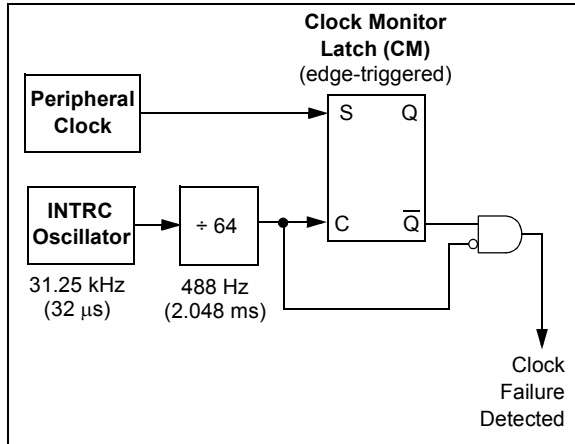 Clock Monitor
Latch (CM)
(edge-triggered)
Peripheral
Clock
S Q
INTRC
Oscillator
÷ 64
C Q̅
31.25 kHz
(32 μs)
488 Hz
(2.048 ms)
Clock
Failure
Detected